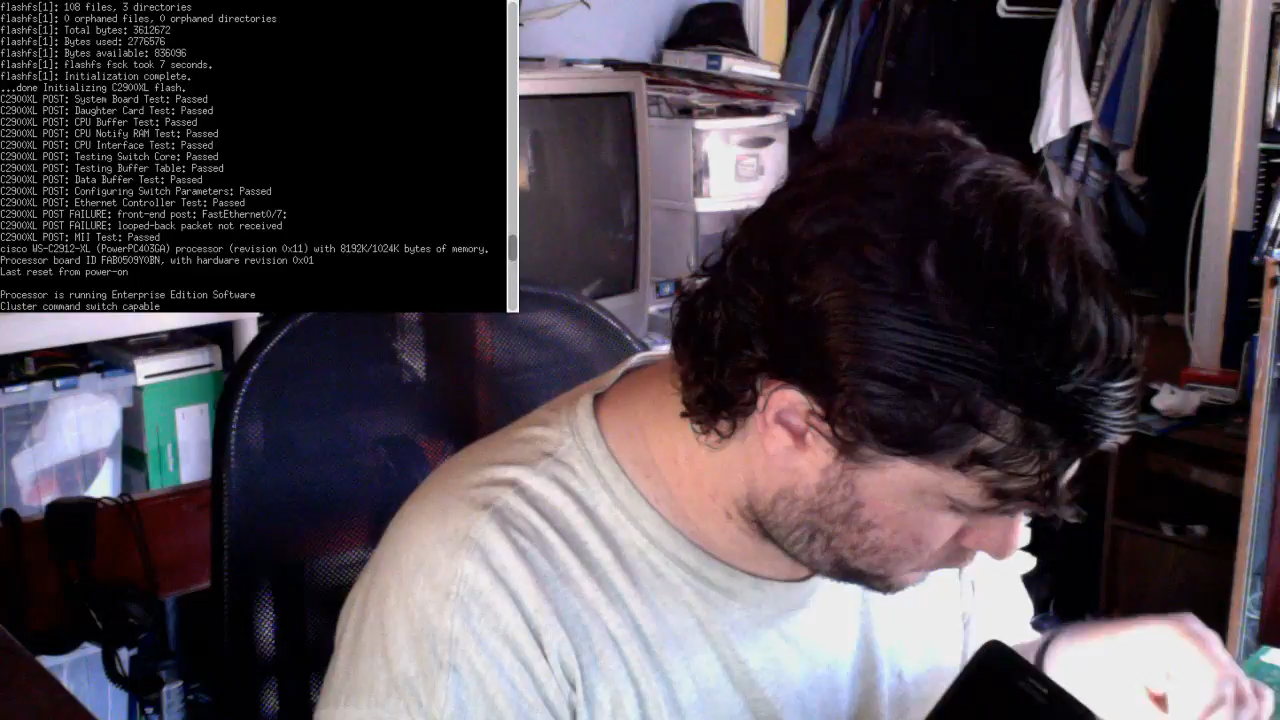 flashfs[1]: 108 files, 3 directories
flashfs[1]: 0 orphaned files, 0 orphaned directories
flashfs[1]: Total bytes: 3612672
flashfs[1]: Bytes used: 2776576
flashfs[1]: Bytes available: 836096
flashfs[1]: flashfs fsck took 7 seconds.
flashfs[1]: Initialization complete.
...done Initializing C2900XL flash.
C2900XL POST: System Board Test: Passed
C2900XL POST: Daughter Card Test: Passed
C2900XL POST: CPU Buffer Test: Passed
C2900XL POST: CPU Notify RAM Test: Passed
C2900XL POST: CPU Interface Test: Passed
C2900XL POST: Testing Switch Core: Passed
C2900XL POST: Testing Buffer Table: Passed
C2900XL POST: Data Buffer Test: Passed
C2900XL POST: Configuring Switch Parameters: Passed
C2900XL POST: Ethernet Controller Test: Passed
C2900XL POST FAILURE: front-end post: FastEthernet0/7:
C2900XL POST FAILURE: looped-back packet not received
C2900XL POST: MII Test: Passed
cisco WS-C2912-XL (PowerPC403GA) processor (revision 0x11) with 8192K/1024K bytes of memory.
Processor board ID FAB0509Y0BN, with hardware revision 0x01
Last reset from power-on
Processor is running Enterprise Edition Software
Cluster command switch capable